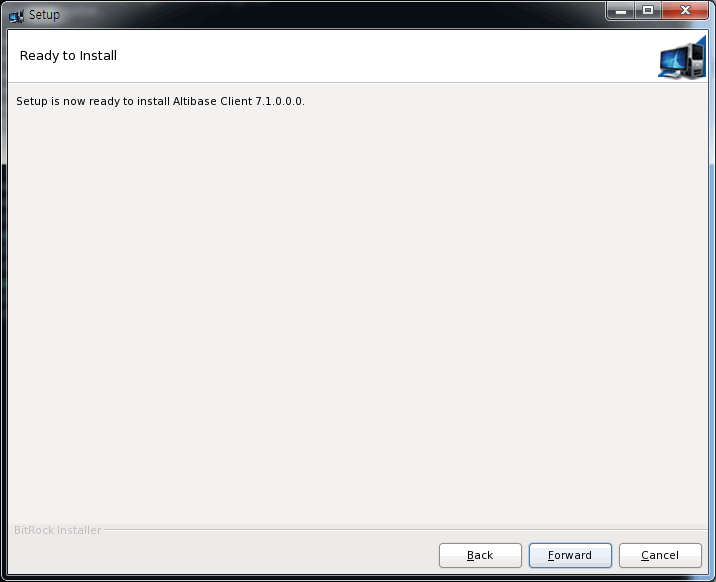 Setup
Ready to Install
Setup is now ready to install Altibase Client 7.1.0.0.0.
BitRock Installer
Back
Forward
Cancel